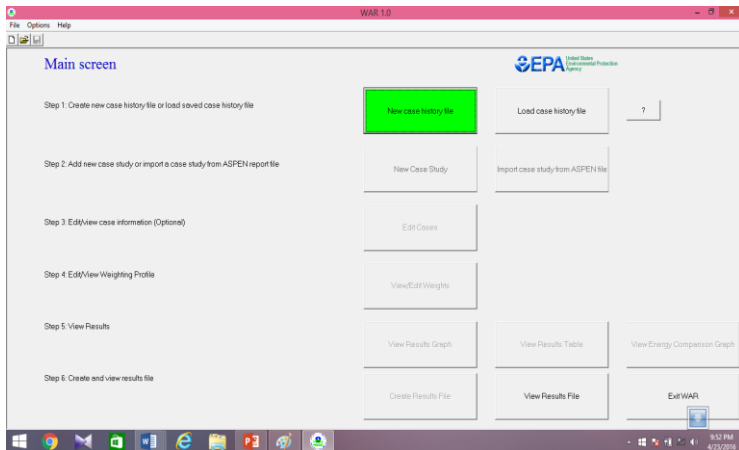 WAR 1.0
File Options Help
Main screen
EPA United States Environmental Protection Agency
Step 1: Create new case history file or load saved case history file
New case history file
Load case history file
?
Step 2: Add new case study or import a case study from ASPEN report file
New Case Study
Import case study from ASPEN file
Step 3: Edit/view case information (Optional)
Edit Cases
Step 4: Edit/View Weighting Profile
View/Edit Weights
Step 5: View Results
View Results Graph
View Results Table
View Energy Comparison Graph
Step 6: Create and view results file
Create Results File
View Results File
Exit WAR
9:52 PM
4/23/2016